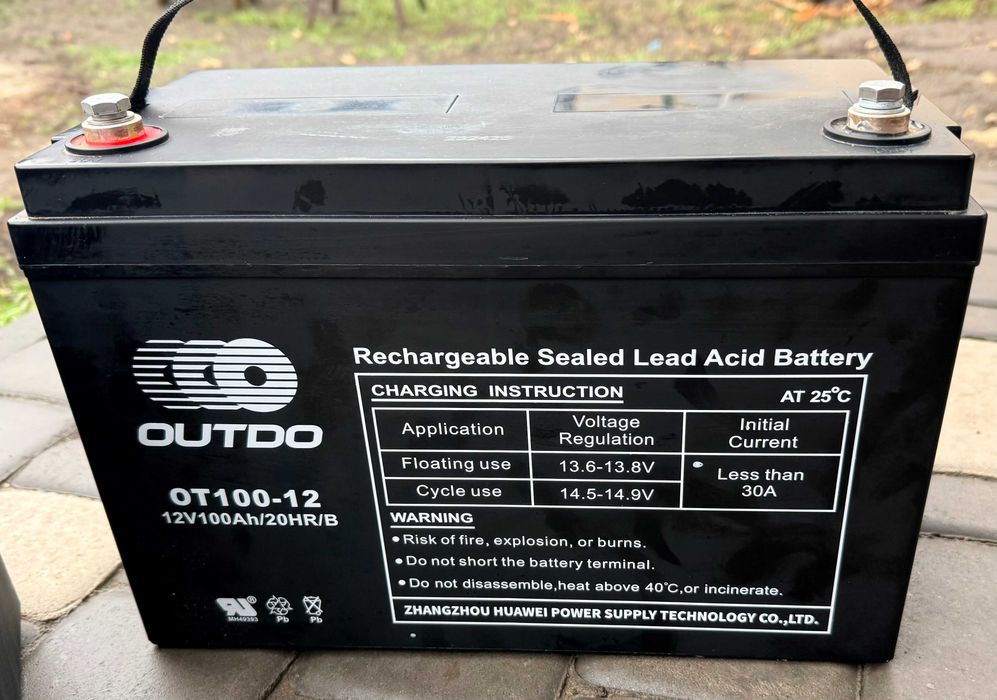 OUTDO
OT100-12
12V100Ah/20HR/B
MH49393
Pb
Pb
Rechargeable Sealed Lead Acid Battery
CHARGING INSTRUCTION AT 25°C
Application Voltage Regulation Initial Current
Floating use 13.6-13.8V Less than 30A
Cycle use 14.5-14.9V
WARNING
•Risk of fire, explosion, or burns.
•Do not short the battery terminal.
•Do not disassemble,heat above 40℃,or incinerate.
ZHANGZHOU HUAWEI POWER SUPPLY TECHNOLOGY CO.,LTD.